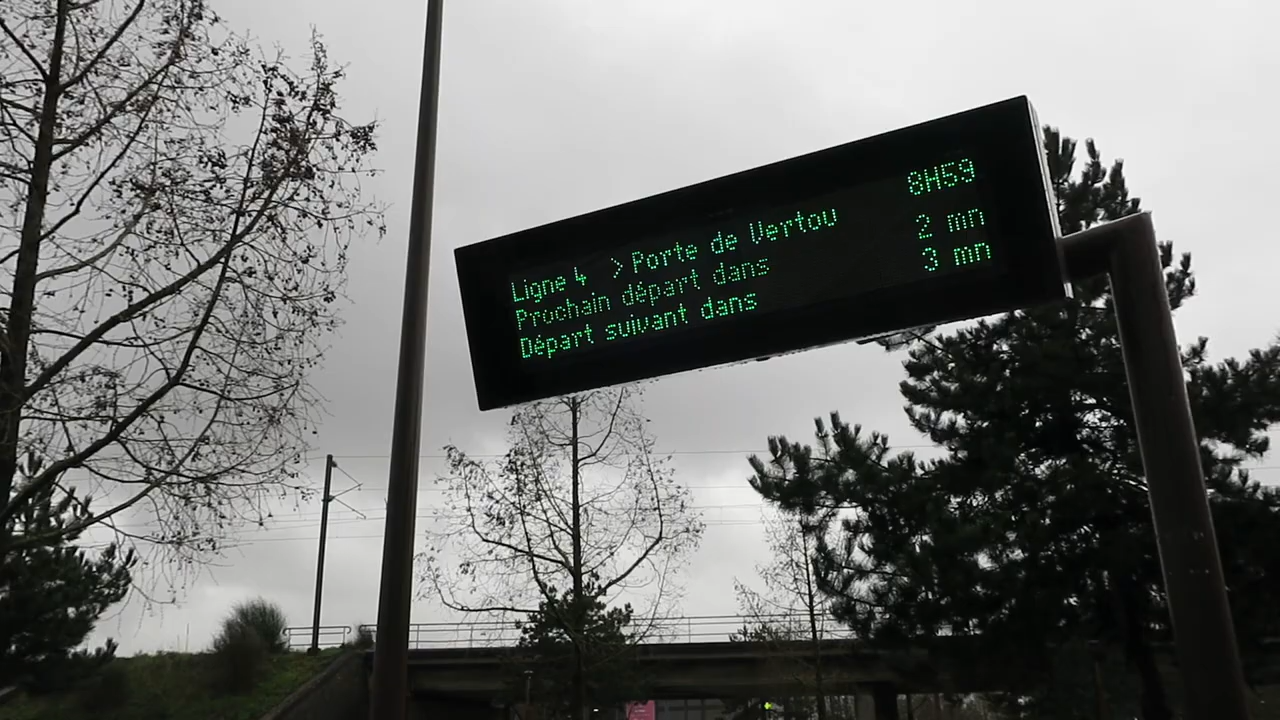 8H59
Ligne 4 > Porte de Vertou
Prochain départ dans 2 mn
Départ suivant dans 3 mn